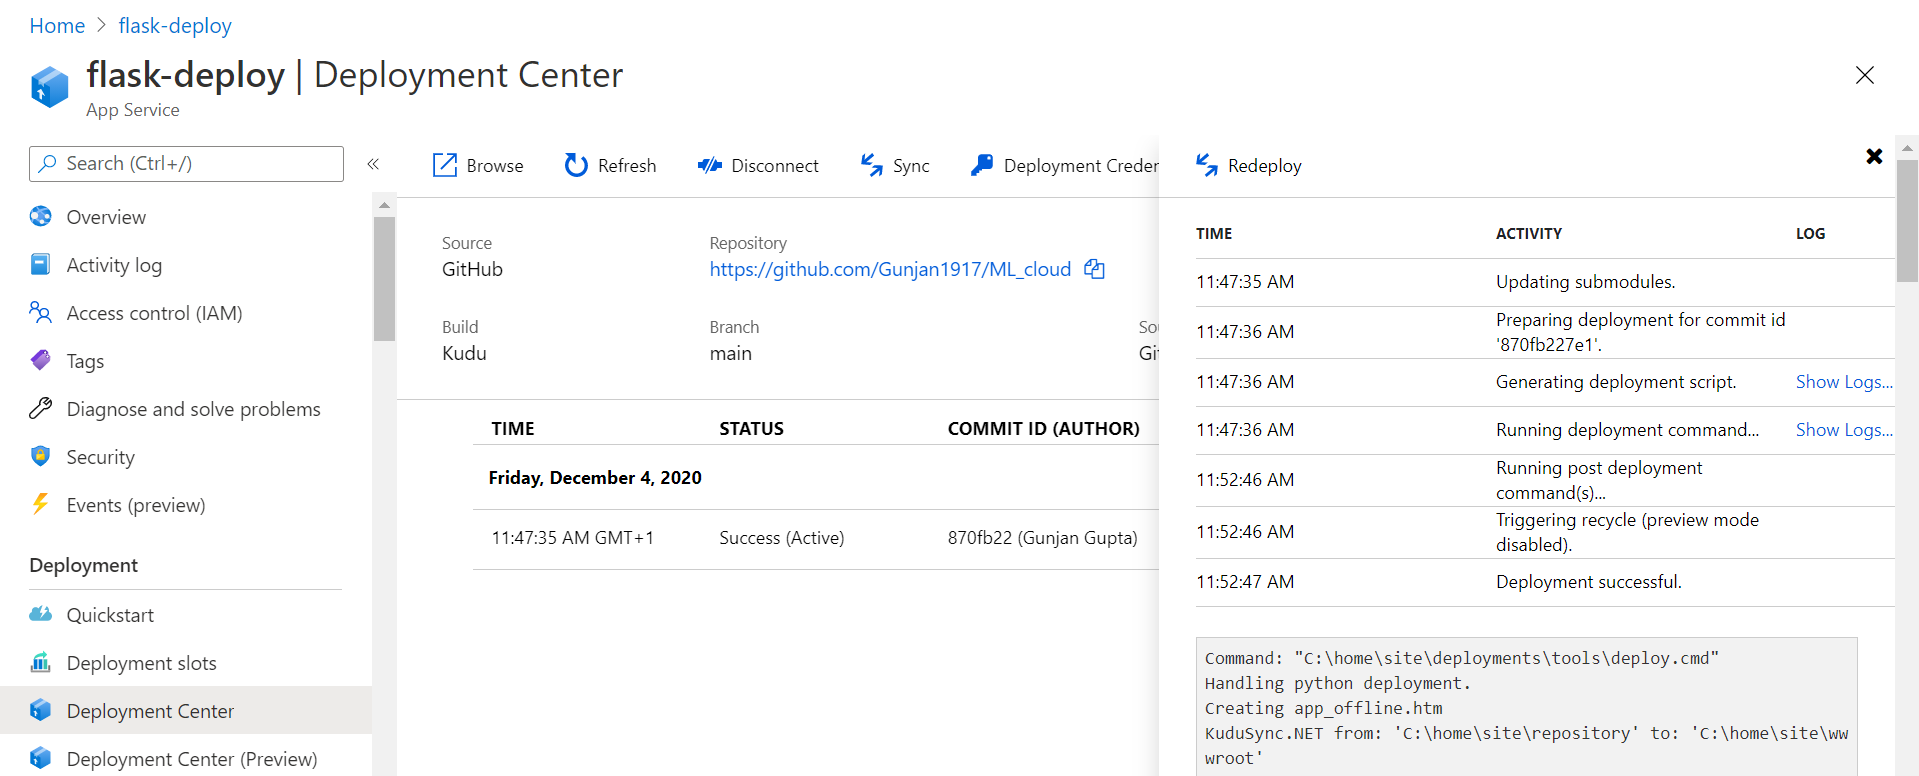 Home > flask-deploy
flask-deploy | Deployment Center
App Service
Search (Ctrl+/)
«
Overview
Activity log
Access control (IAM)
Tags
Diagnose and solve problems
Security
Events (preview)
Deployment
Quickstart
Deployment slots
Deployment Center
Deployment Center (Preview)
Browse Refresh Disconnect Sync Deployment Creder
Source Repository
GitHub https://github.com/Gunjan1917/ML_cloud
Build Branch
Kudu main
TIME STATUS COMMIT ID (AUTHOR)
Friday, December 4, 2020
11:47:35 AM GMT+1 Success (Active) 870fb22 (Gunjan Gupta)
Redeploy
TIME ACTIVITY LOG
11:47:35 AM Updating submodules.
11:47:36 AM Preparing deployment for commit id
'870fb227e1'.
11:47:36 AM Generating deployment script. Show Logs...
11:47:36 AM Running deployment command... Show Logs...
11:52:46 AM Running post deployment
command(s)...
11:52:46 AM Triggering recycle (preview mode
disabled).
11:52:47 AM Deployment successful.
Command: "C:\home\site\deployments\tools\deploy.cmd"
Handling python deployment.
Creating app_offline.htm
KuduSync.NET from: 'C:\home\site\repository' to: 'C:\home\site\ww
wroot'